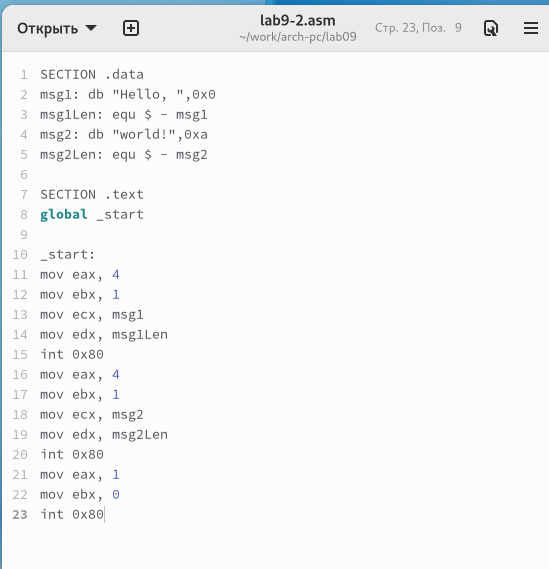 Открыть
lab9-2.asm
~/work/arch-pc/lab09
Стр. 23, Поз. 9
1 SECTION .data
2 msg1: db "Hello, ",0x0
3 msg1Len: equ $ - msg1
4 msg2: db "world!",0xa
5 msg2Len: equ $ - msg2
6
7 SECTION .text
8 global _start
9
10 _start:
11 mov eax, 4
12 mov ebx, 1
13 mov ecx, msg1
14 mov edx, msg1Len
15 int 0x80
16 mov eax, 4
17 mov ebx, 1
18 mov ecx, msg2
19 mov edx, msg2Len
20 int 0x80
21 mov eax, 1
22 mov ebx, 0
23 int 0x80